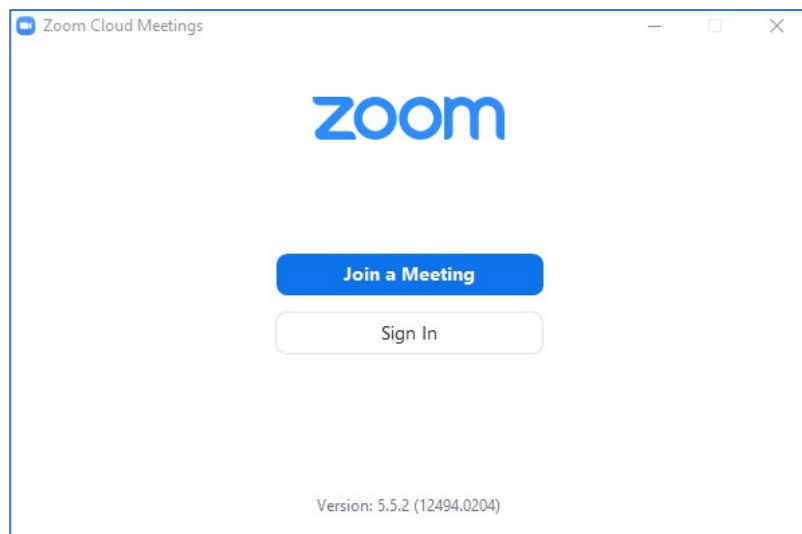 Zoom Cloud Meetings
zoom
Join a Meeting
Sign In
Version: 5.5.2 (12494.0204)